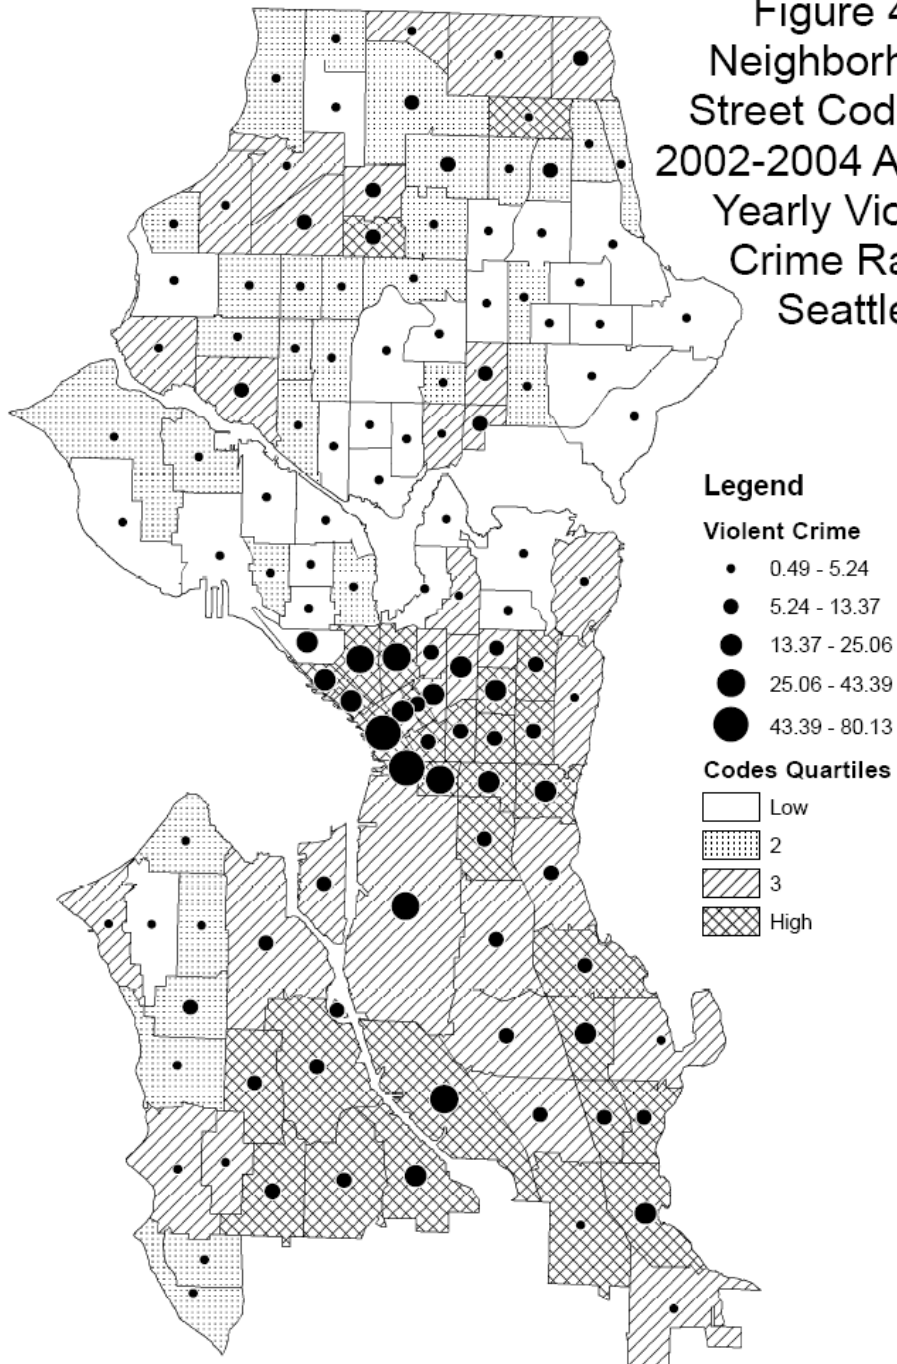 Figure 4
Neighborh
Street Cod
2002-2004 A
Yearly Vio
Crime Ra
Seattle
Legend
Violent Crime
0.49 - 5.24
5.24 - 13.37
13.37 - 25.06
25.06 - 43.39
43.39 - 80.13
Codes Quartiles
Low
2
3
High